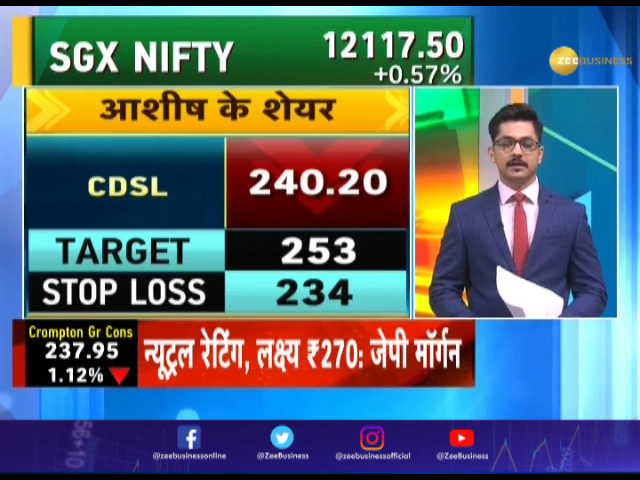 SGX NIFTY
12117.50
+0.57%
ZEEBUSINESS
आशीष के शेयर
CDSL
240.20
TARGET
253
STOP LOSS
234
Crompton Gr Cons
237.95
1.12%
न्यूट्रल रेटिंग, लक्ष्य ₹270: जेपी मॉर्गन
@zeebusinessonline
@ZeeBusiness
@zeebusinessofficial
@ZeeBusiness